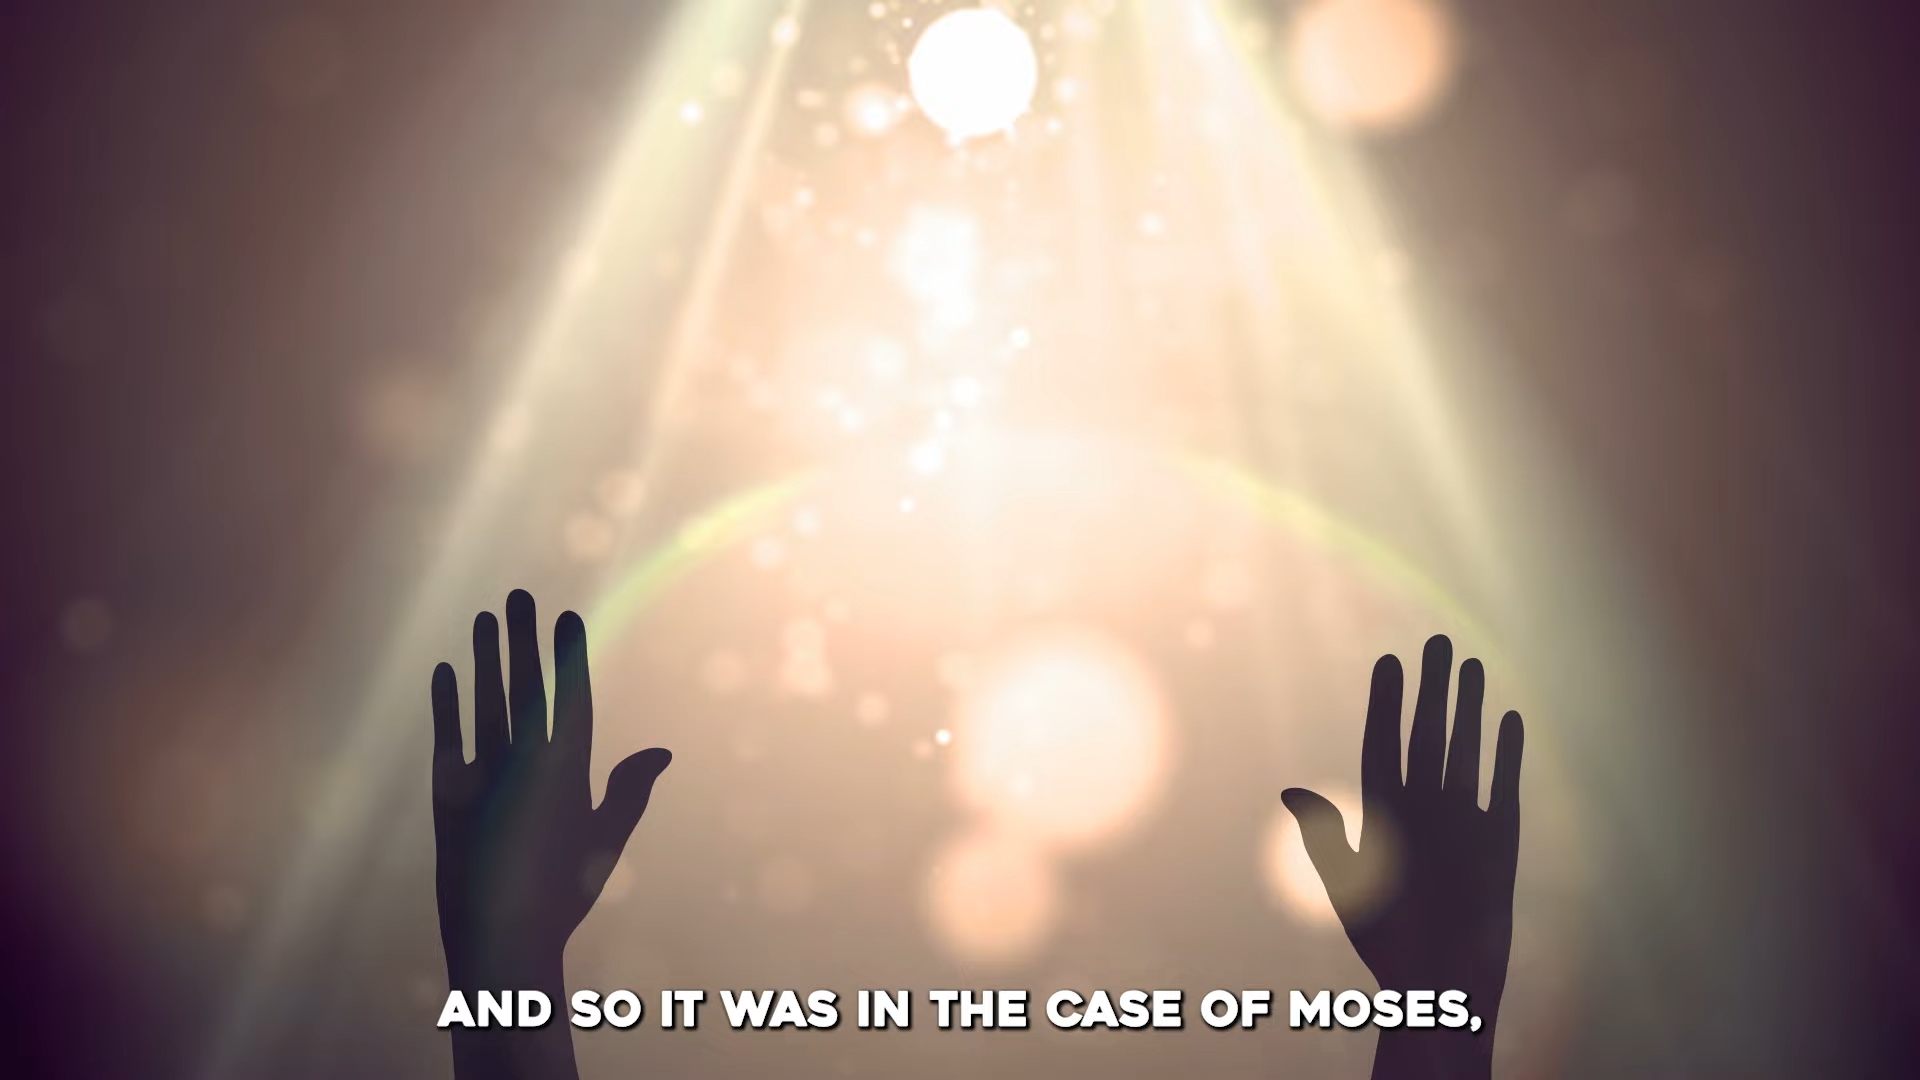 AND SO IT WAS IN THE CASE OF MOSES,